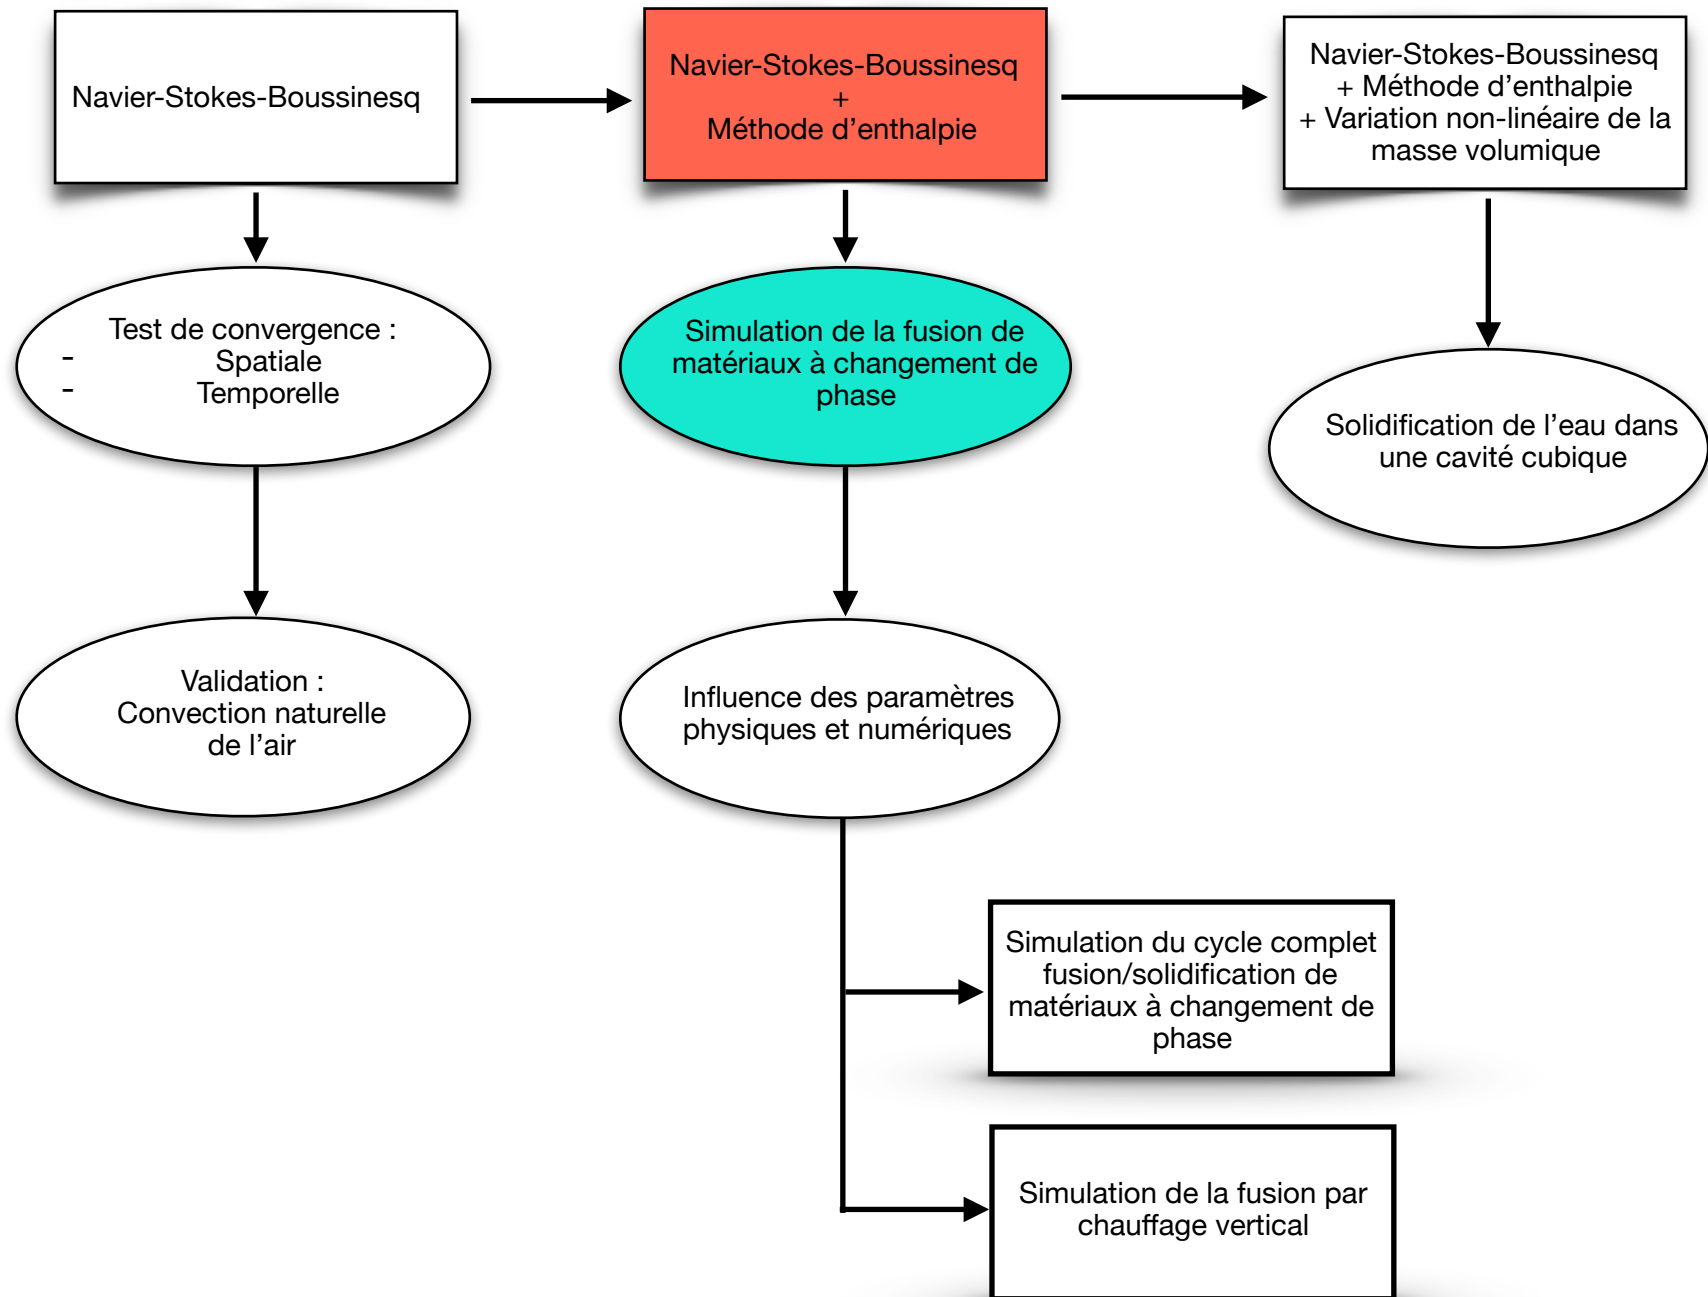 Navier-Stokes-Boussinesq
Navier-Stokes-Boussinesq
+
Méthode d’enthalpie
Navier-Stokes-Boussinesq
+ Méthode d’enthalpie
+ Variation non-linéaire de la
masse volumique
Test de convergence :
- Spatiale
- Temporelle
Simulation de la fusion de
matériaux à changement de
phase
Solidification de l’eau dans
une cavité cubique
Validation :
Convection naturelle
de l’air
Influence des paramètres
physiques et numériques
Simulation du cycle complet
fusion/solidification de
matériaux à changement de
phase
Simulation de la fusion par
chauffage vertical